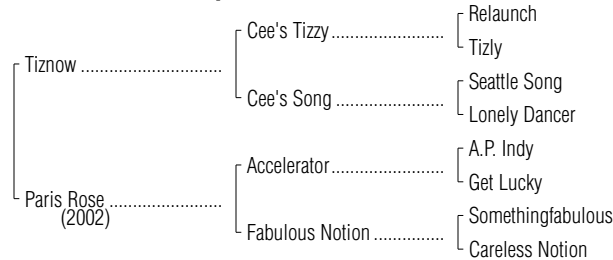 Relaunch
Cee's Tizzy
Tizly
Tiznow
Seattle Song
Cee's Song
Lonely Dancer
A.P. Indy
Accelerator
Get Lucky
Paris Rose
(2002)
Somethingfabulous
Fabulous Notion
Careless Notion